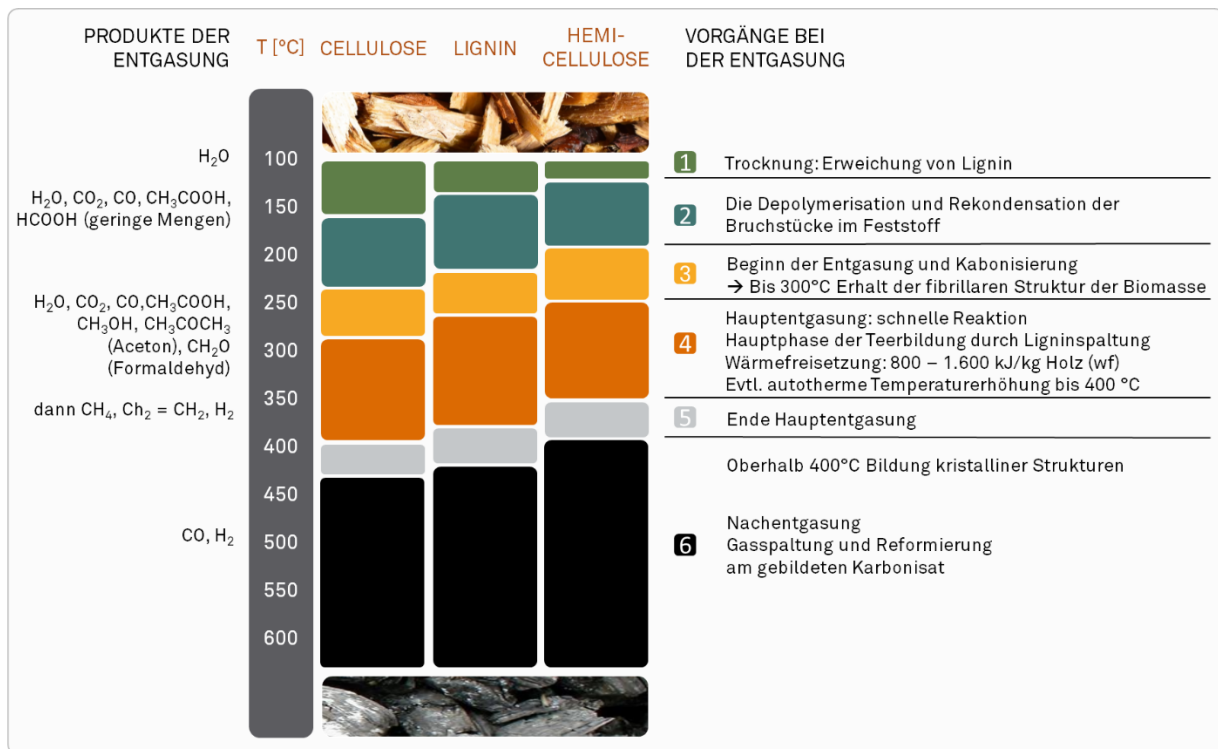 PRODUKTE DER
ENTGASUNG
T [°C]
CELLULOSE
LIGNIN
HEMI-
CELLULOSE
VORGÄNGE BEI
DER ENTGASUNG
H₂O
H₂O, CO₂, CO, CH₃COOH,
HCOOH (geringe Mengen)
H₂O, CO₂, CO,CH₃COOH,
CH₃OH, CH₃COCH₃
(Aceton), CH₂O
(Formaldehyd)
dann CH₄, Ch₂ = CH₂, H₂
CO, H₂
100
150
200
250
300
350
400
450
500
550
600
1 Trocknung: Erweichung von Lignin
2 Die Depolymerisation und Rekondensation der
Bruchstücke im Feststoff
3 Beginn der Entgasung und Kabonisierung
→ Bis 300°C Erhalt der fibrillaren Struktur der Biomasse
4 Hauptentgasung: schnelle Reaktion
Hauptphase der Teerbildung durch Ligninspaltung
Wärmefreisetzung: 800 – 1.600 kJ/kg Holz (wf)
Evtl. autotherme Temperaturerhöhung bis 400 °C
5 Ende Hauptentgasung
Oberhalb 400°C Bildung kristalliner Strukturen
6 Nachentgasung
Gasspaltung und Reformierung
am gebildeten Karbonisat